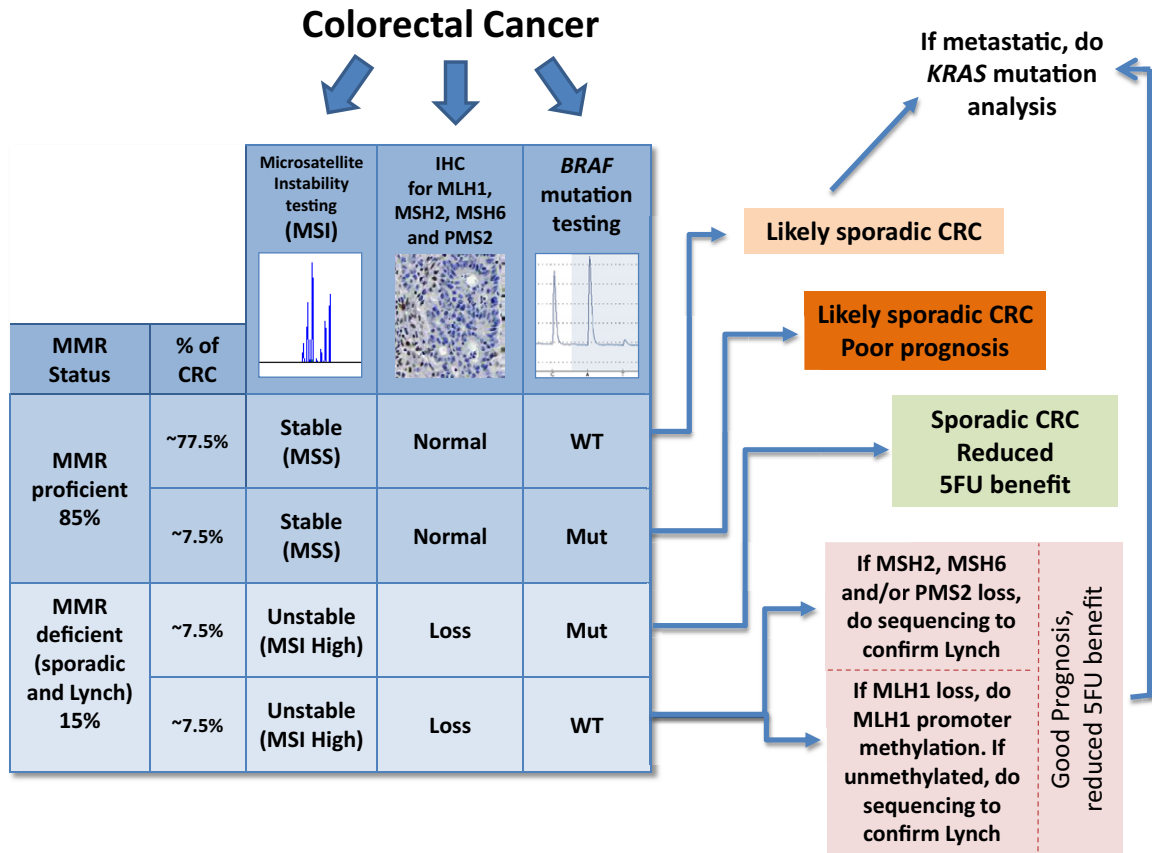 Colorectal Cancer
If metastatic, do
KRAS mutation
analysis
Microsatellite
Instability
testing
(MSI)
IHC
for MLH1,
MSH2, MSH6
and PMS2
BRAF
mutation
testing
C
A
T
MMR
Status
% of
CRC
MMR
proficient
85%
~77.5%
Stable
(MSS)
Normal
WT
~7.5%
Stable
(MSS)
Normal
Mut
MMR
deficient
(sporadic
and Lynch)
15%
~7.5%
Unstable
(MSI High)
Loss
Mut
~7.5%
Unstable
(MSI High)
Loss
WT
Likely sporadic CRC
Likely sporadic CRC
Poor prognosis
Sporadic CRC
Reduced
5FU benefit
If MSH2, MSH6
and/or PMS2 loss,
do sequencing to
confirm Lynch
If MLH1 loss, do
MLH1 promoter
methylation. If
unmethylated, do
sequencing to
confirm Lynch
Good Prognosis,
reduced 5FU benefit